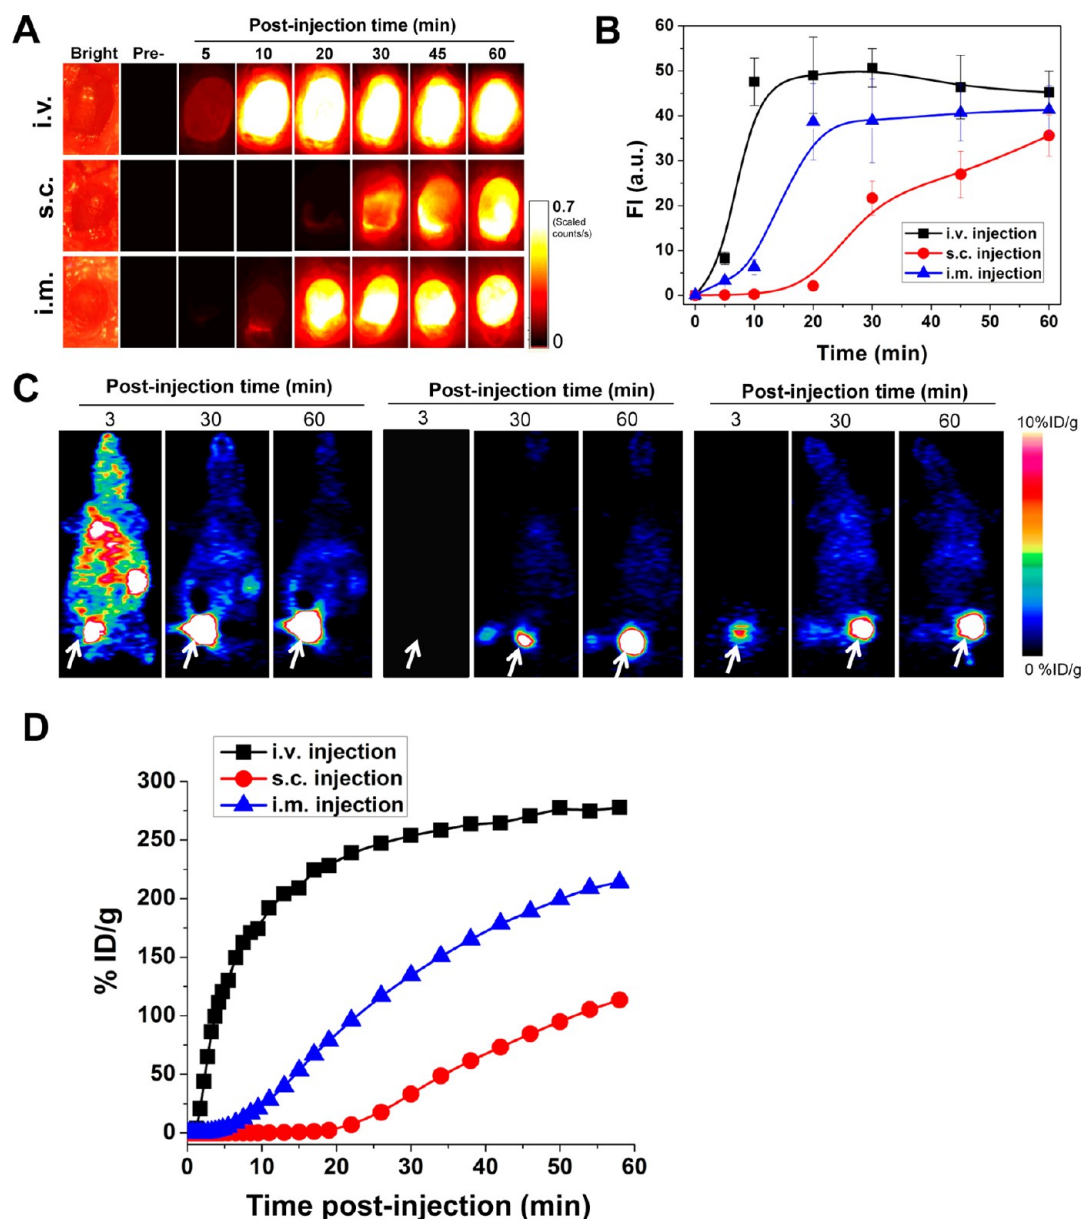 A
Post-injection time (min)
Bright Pre- 5 10 20 30 45 60
i.v.
s.c.
i.m.
0.7
(Scaled
counts/s)
0
B
60
50
40
30
20
10
0
FI (a.u.)
i.v. injection
s.c. injection
i.m. injection
0 10 20 30 40 50 60
Time (min)
C
Post-injection time (min)
3 30 60
Post-injection time (min)
3 30 60
Post-injection time (min)
3 30 60
10%ID/g
0 %ID/g
D
i.v. injection
s.c. injection
i.m. injection
300
250
200
150
100
50
0
% ID/g
0 10 20 30 40 50 60
Time post-injection (min)